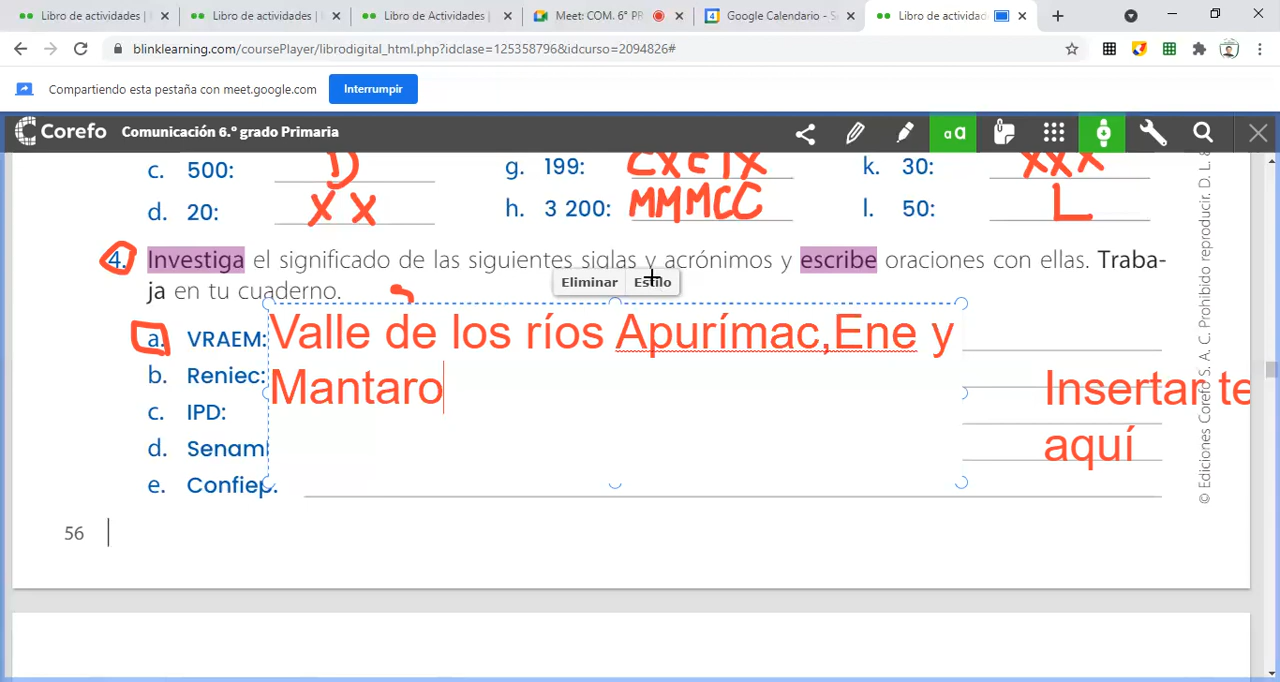 Libro de actividades |
Libro de actividades |
Libro de Actividades |
Meet: COM. 6° PR
Google Calendario - S
Libro de actividad
blinklearning.com/coursePlayer/librodigital_html.php?idclase=125358796&idcurso=2094826#
Compartiendo esta pestaña con meet.google.com
Interrumpir
Corefo
Comunicación 6.º grado Primaria
aa
c. 500: D
g. 199: CXCIX
k. 30: XXX
d. 20: XX
h. 3 200: MMMCC
l. 50: L
4. Investiga el significado de las siguientes siglas y acrónimos y escribe oraciones con ellas. Traba-
ja en tu cuaderno.
Eliminar Estilo
a. VRAEM: Valle de los ríos Apurímac,Ene y
Mantaro
b. Reniec:
c. IPD:
d. Senam
e. Confiep:
Insertar te
aquí
© Ediciones Corefo S. A. C. Prohibido reproducir. D. L. 8
56